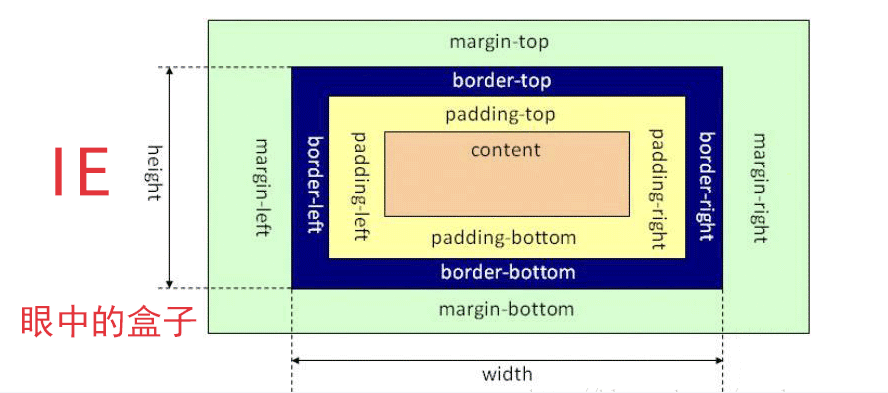 margin-top
border-top
padding-top
content
IE
height
margin-left
border-left
padding-left
padding-right
border-right
margin-right
padding-bottom
border-bottom
眼中的盒子
margin-bottom
width